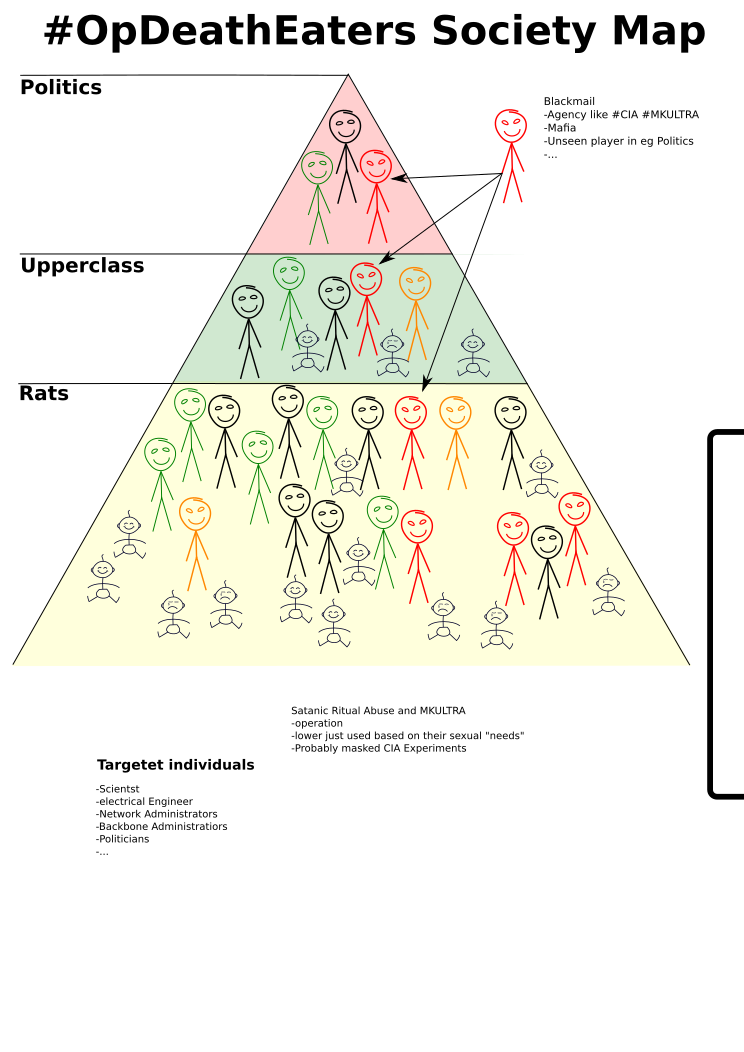 #OpDeathEaters Society Map
Politics
Blackmail
-Agency like #CIA #MKULTRA
-Mafia
-Unseen player in eg Politics
-...
Upperclass
Rats
Satanic Ritual Abuse and MKULTRA
-operation
-lower just used based on their sexual "needs"
-Probably masked CIA Experiments
Targetet individuals
-Scientst
-electrical Engineer
-Network Administrators
-Backbone Administratiors
-Politicians
-...